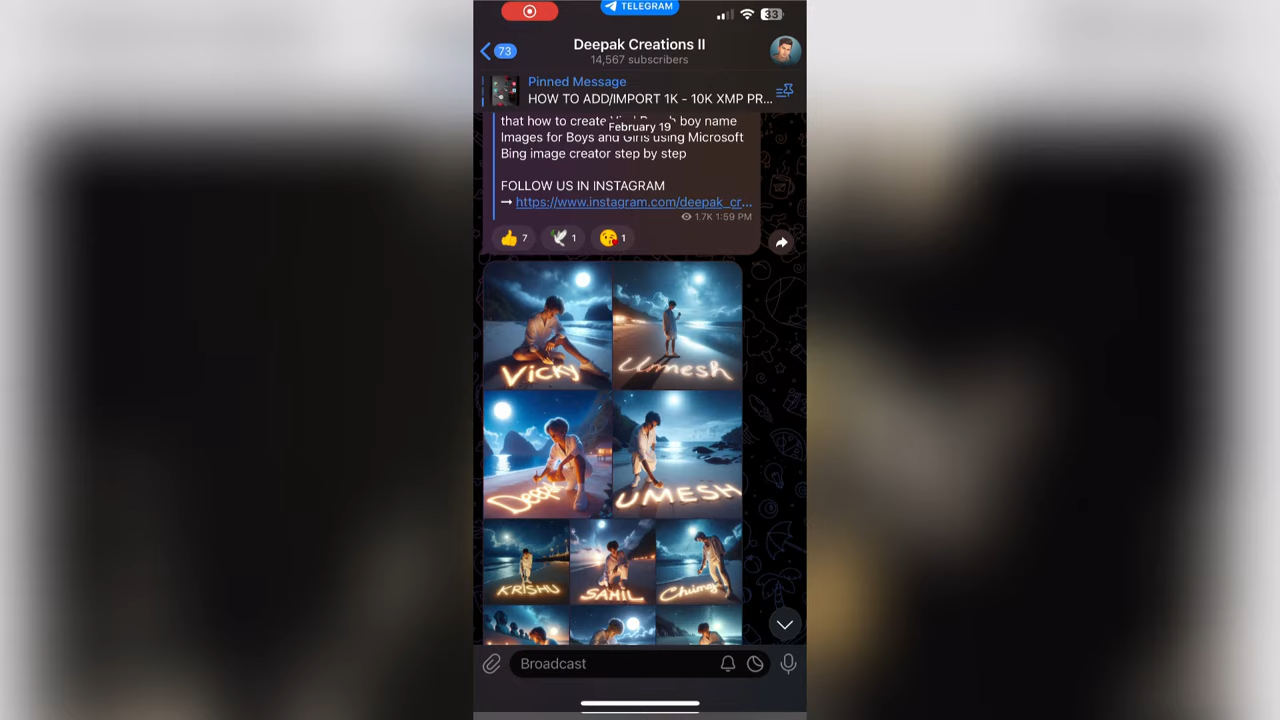 TELEGRAM
33
73
Deepak Creations II
14,567 subscribers
Pinned Message
HOW TO ADD/IMPORT 1K - 10K XMP PR...
that how to create Viral Beach boy name
February 19
Images for Boys and Girls using Microsoft
Bing image creator step by step
FOLLOW US IN INSTAGRAM
→ https://www.instagram.com/deepak_cr...
1.7K 1:59 PM
7
1
1
Vicky
Umesh
Deepk
UMESH
KRISHU
SAHIL
Broadcast